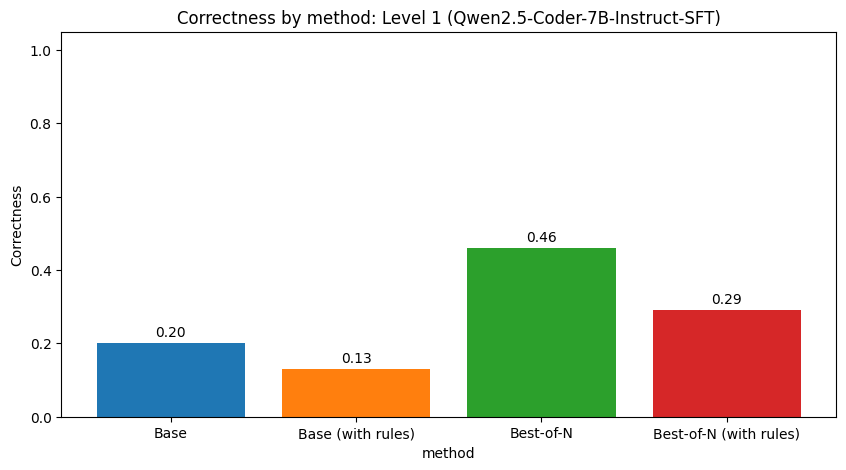 Correctness by method: Level 1 (Qwen2.5-Coder-7B-Instruct-SFT)
1.0
0.8
0.6
0.4
0.2
0.0
Correctness
0.20
0.13
0.46
0.29
Base
Base (with rules)
Best-of-N
Best-of-N (with rules)
method